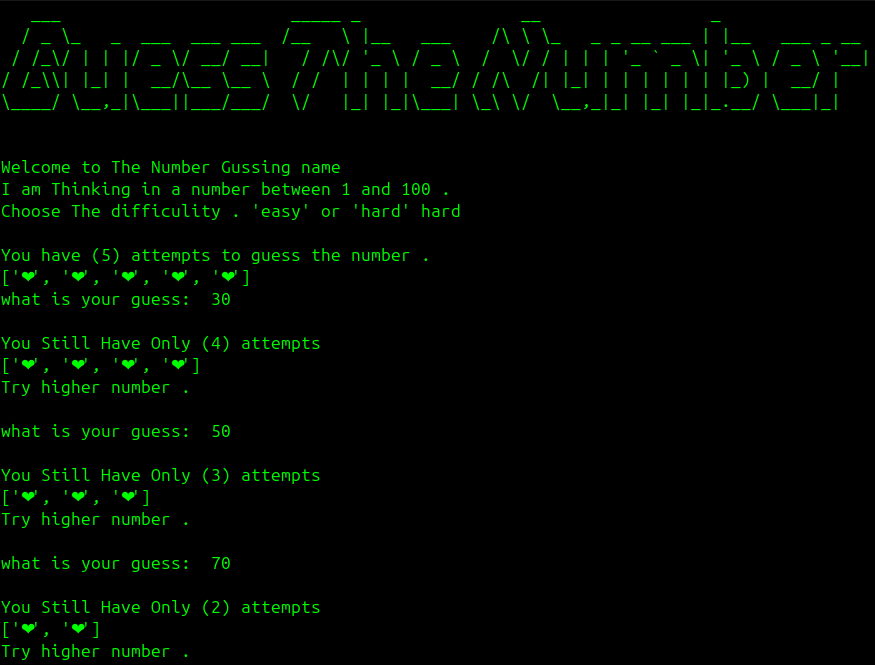 Guess The Number
Welcome to The Number Gussing name
I am Thinking in a number between 1 and 100 .
Choose The difficulity . 'easy' or 'hard' hard
You have (5) attempts to guess the number .
['❤', '❤', '❤', '❤', '❤']
what is your guess:  30
You Still Have Only (4) attempts
['❤', '❤', '❤', '❤']
Try higher number .
what is your guess:  50
You Still Have Only (3) attempts
['❤', '❤', '❤']
Try higher number .
what is your guess:  70
You Still Have Only (2) attempts
['❤', '❤']
Try higher number .